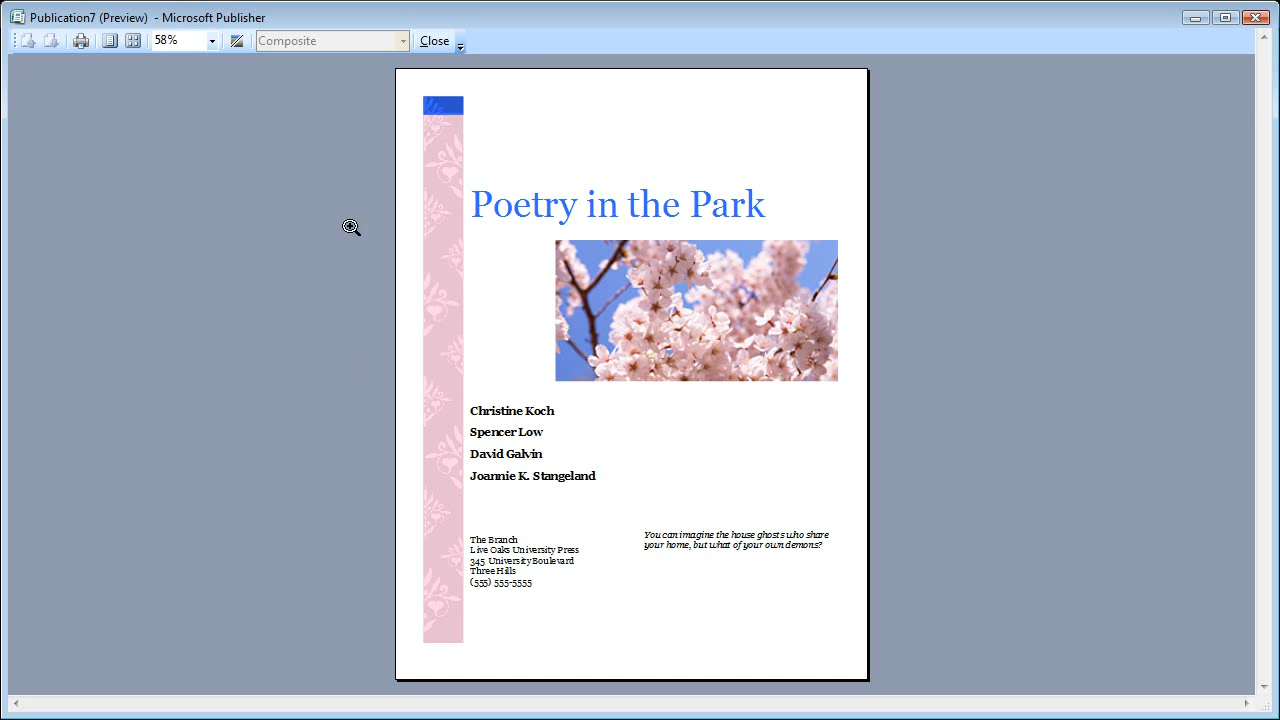 Publication7 (Preview) - Microsoft Publisher
58%
Composite
Close
Poetry in the Park
Christine Koch
Spencer Low
David Galvin
Joannie K. Stangeland
The Branch
Live Oaks University Press
345 University Boulevard
Three Hills
(555) 555-5555
You can imagine the house ghosts who share
your home, but what of your own demons?